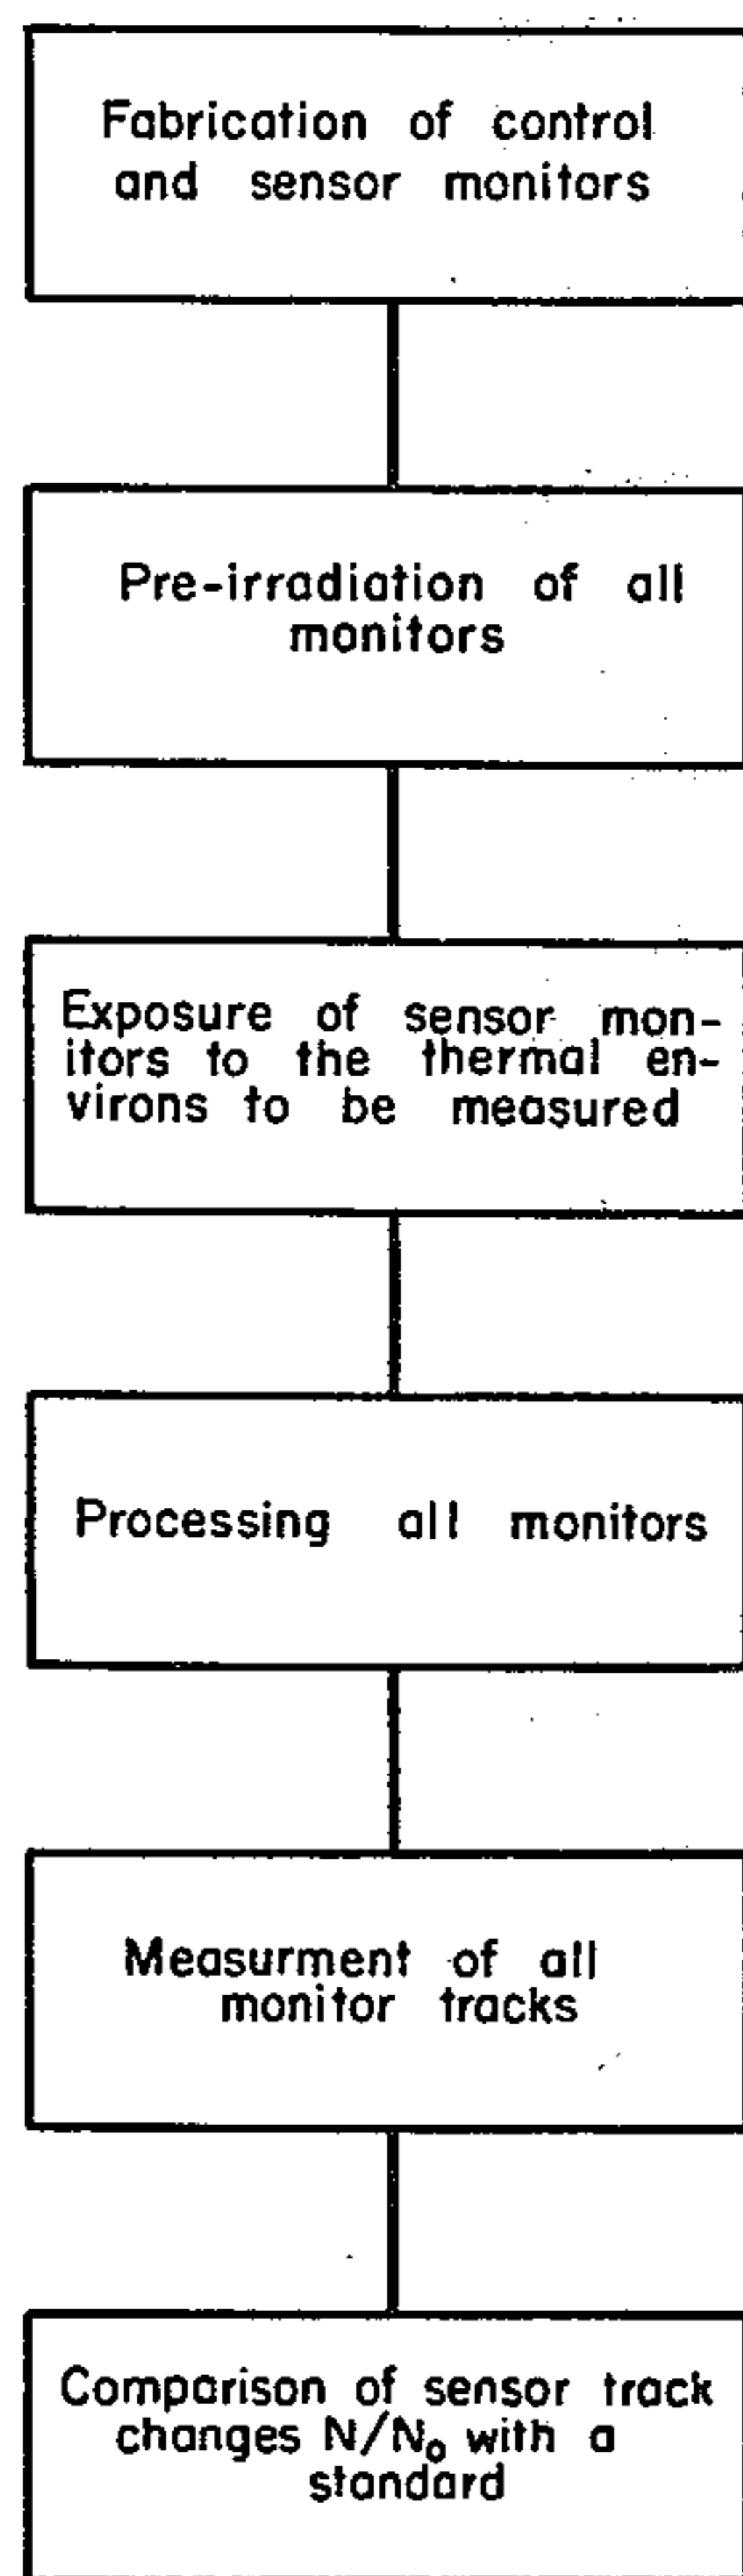 Fabrication of control
and sensor monitors
Pre-irradiation of all
monitors
Exposure of sensor mon-
itors to the thermal en-
virons to be measured
Processing all monitors
Measurment of all
monitor tracks
Comparison of sensor track
changes N/N₀ with a
standard